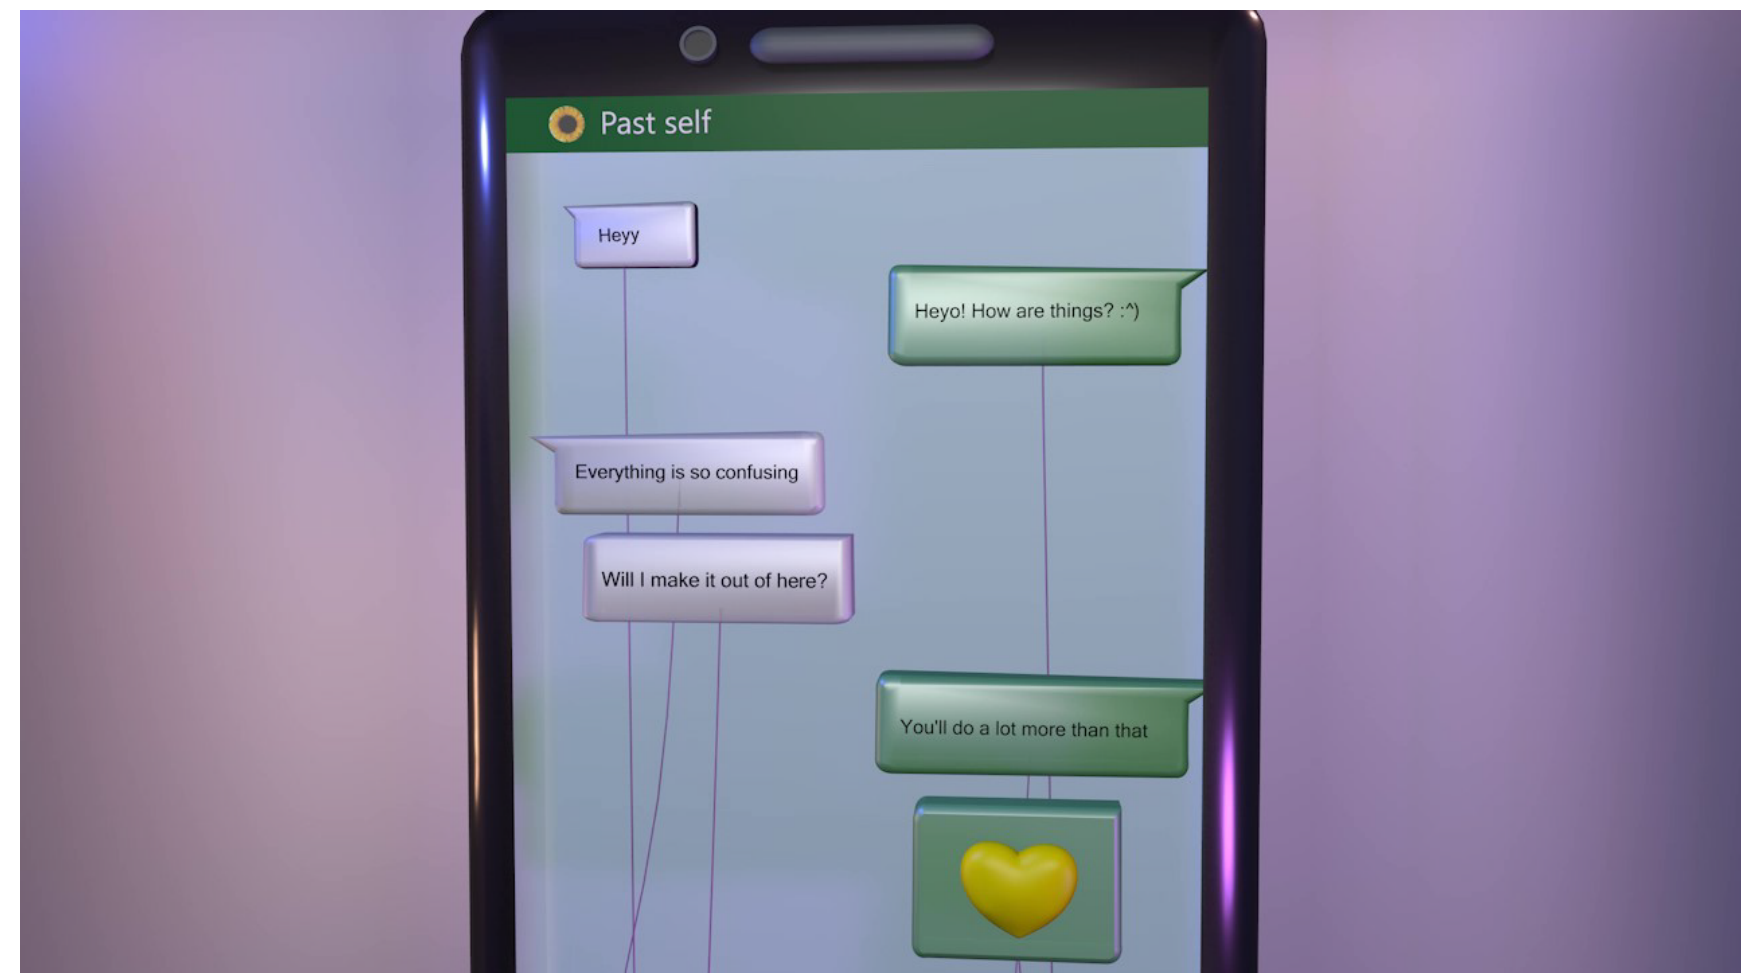 Past self
Heyy
Heyo! How are things? :^)
Everything is so confusing
Will I make it out of here?
You'll do a lot more than that